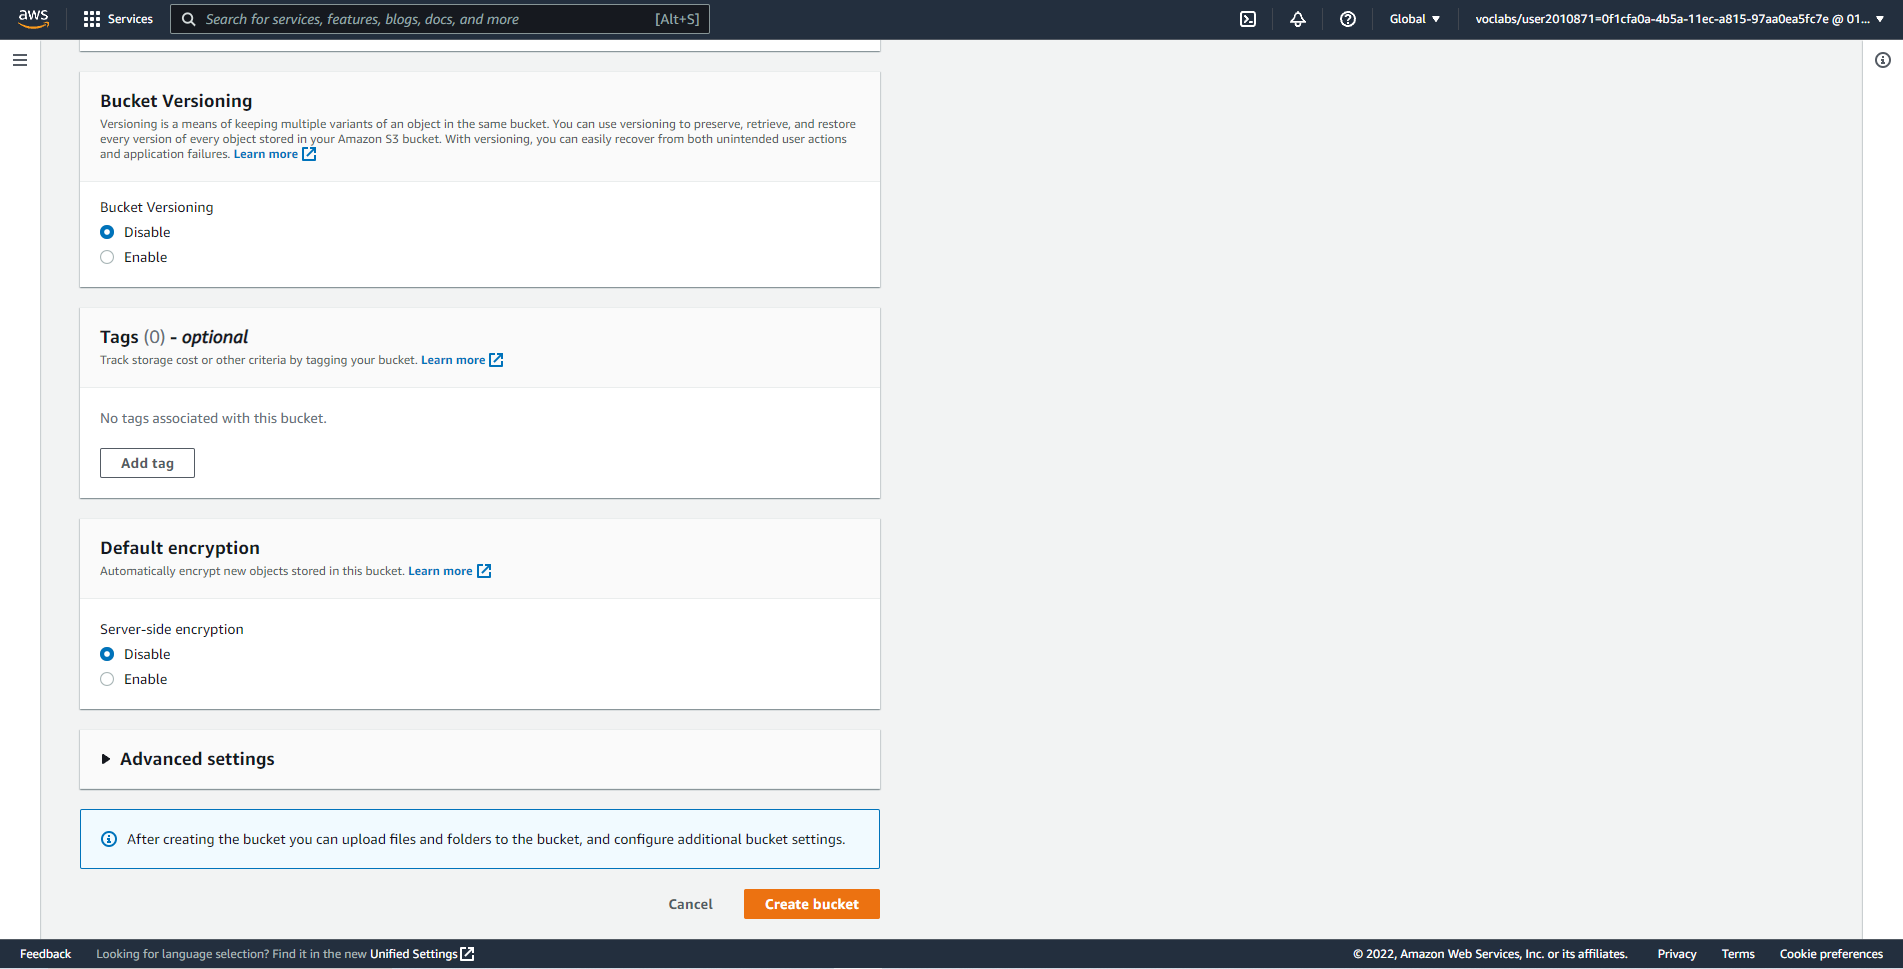 aws
Services
Search for services, features, blogs, docs, and more
[Alt+S]
Global
voclabs/user2010871=0f1cfa0a-4b5a-11ec-a815-97aa0ea5fc7e @ 01...
Bucket Versioning
Versioning is a means of keeping multiple variants of an object in the same bucket. You can use versioning to preserve, retrieve, and restore
every version of every object stored in your Amazon S3 bucket. With versioning, you can easily recover from both unintended user actions
and application failures. Learn more
Bucket Versioning
Disable
Enable
Tags (0) - optional
Track storage cost or other criteria by tagging your bucket. Learn more
No tags associated with this bucket.
Add tag
Default encryption
Automatically encrypt new objects stored in this bucket. Learn more
Server-side encryption
Disable
Enable
Advanced settings
After creating the bucket you can upload files and folders to the bucket, and configure additional bucket settings.
Cancel
Create bucket
Feedback
Looking for language selection? Find it in the new Unified Settings
© 2022, Amazon Web Services, Inc. or its affiliates.
Privacy
Terms
Cookie preferences